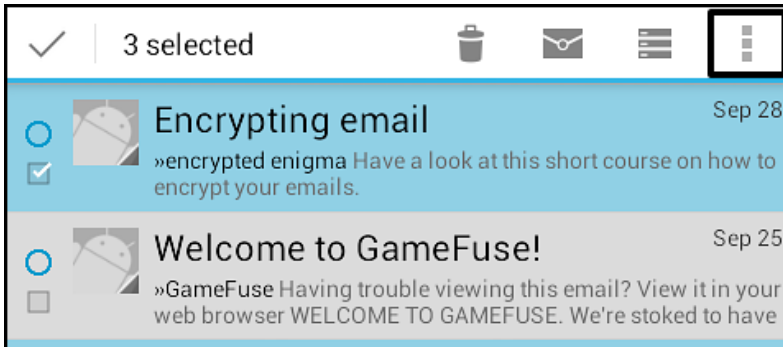 3 selected
Encrypting email
Sep 28
»encrypted enigma Have a look at this short course on how to
encrypt your emails.
Welcome to GameFuse!
Sep 25
»GameFuse Having trouble viewing this email? View it in your
web browser WELCOME TO GAMEFUSE. We're stoked to have